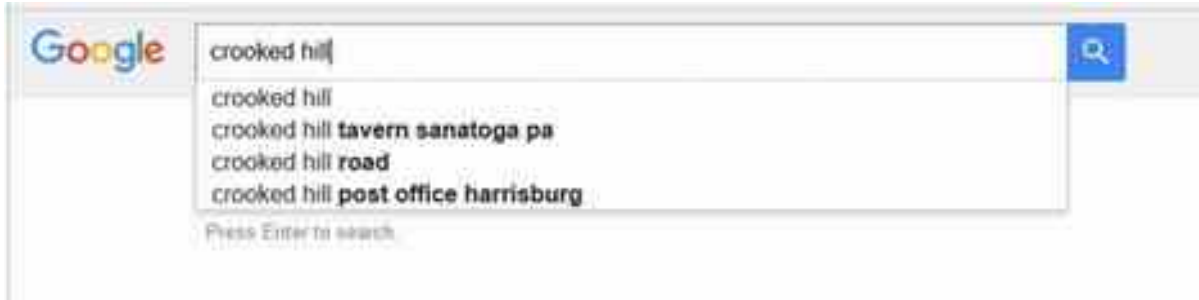 Google
crooked hill
crooked hill
crooked hill tavern sanatoga pa
crooked hill road
crooked hill post office harrisburg
Press Enter to search.